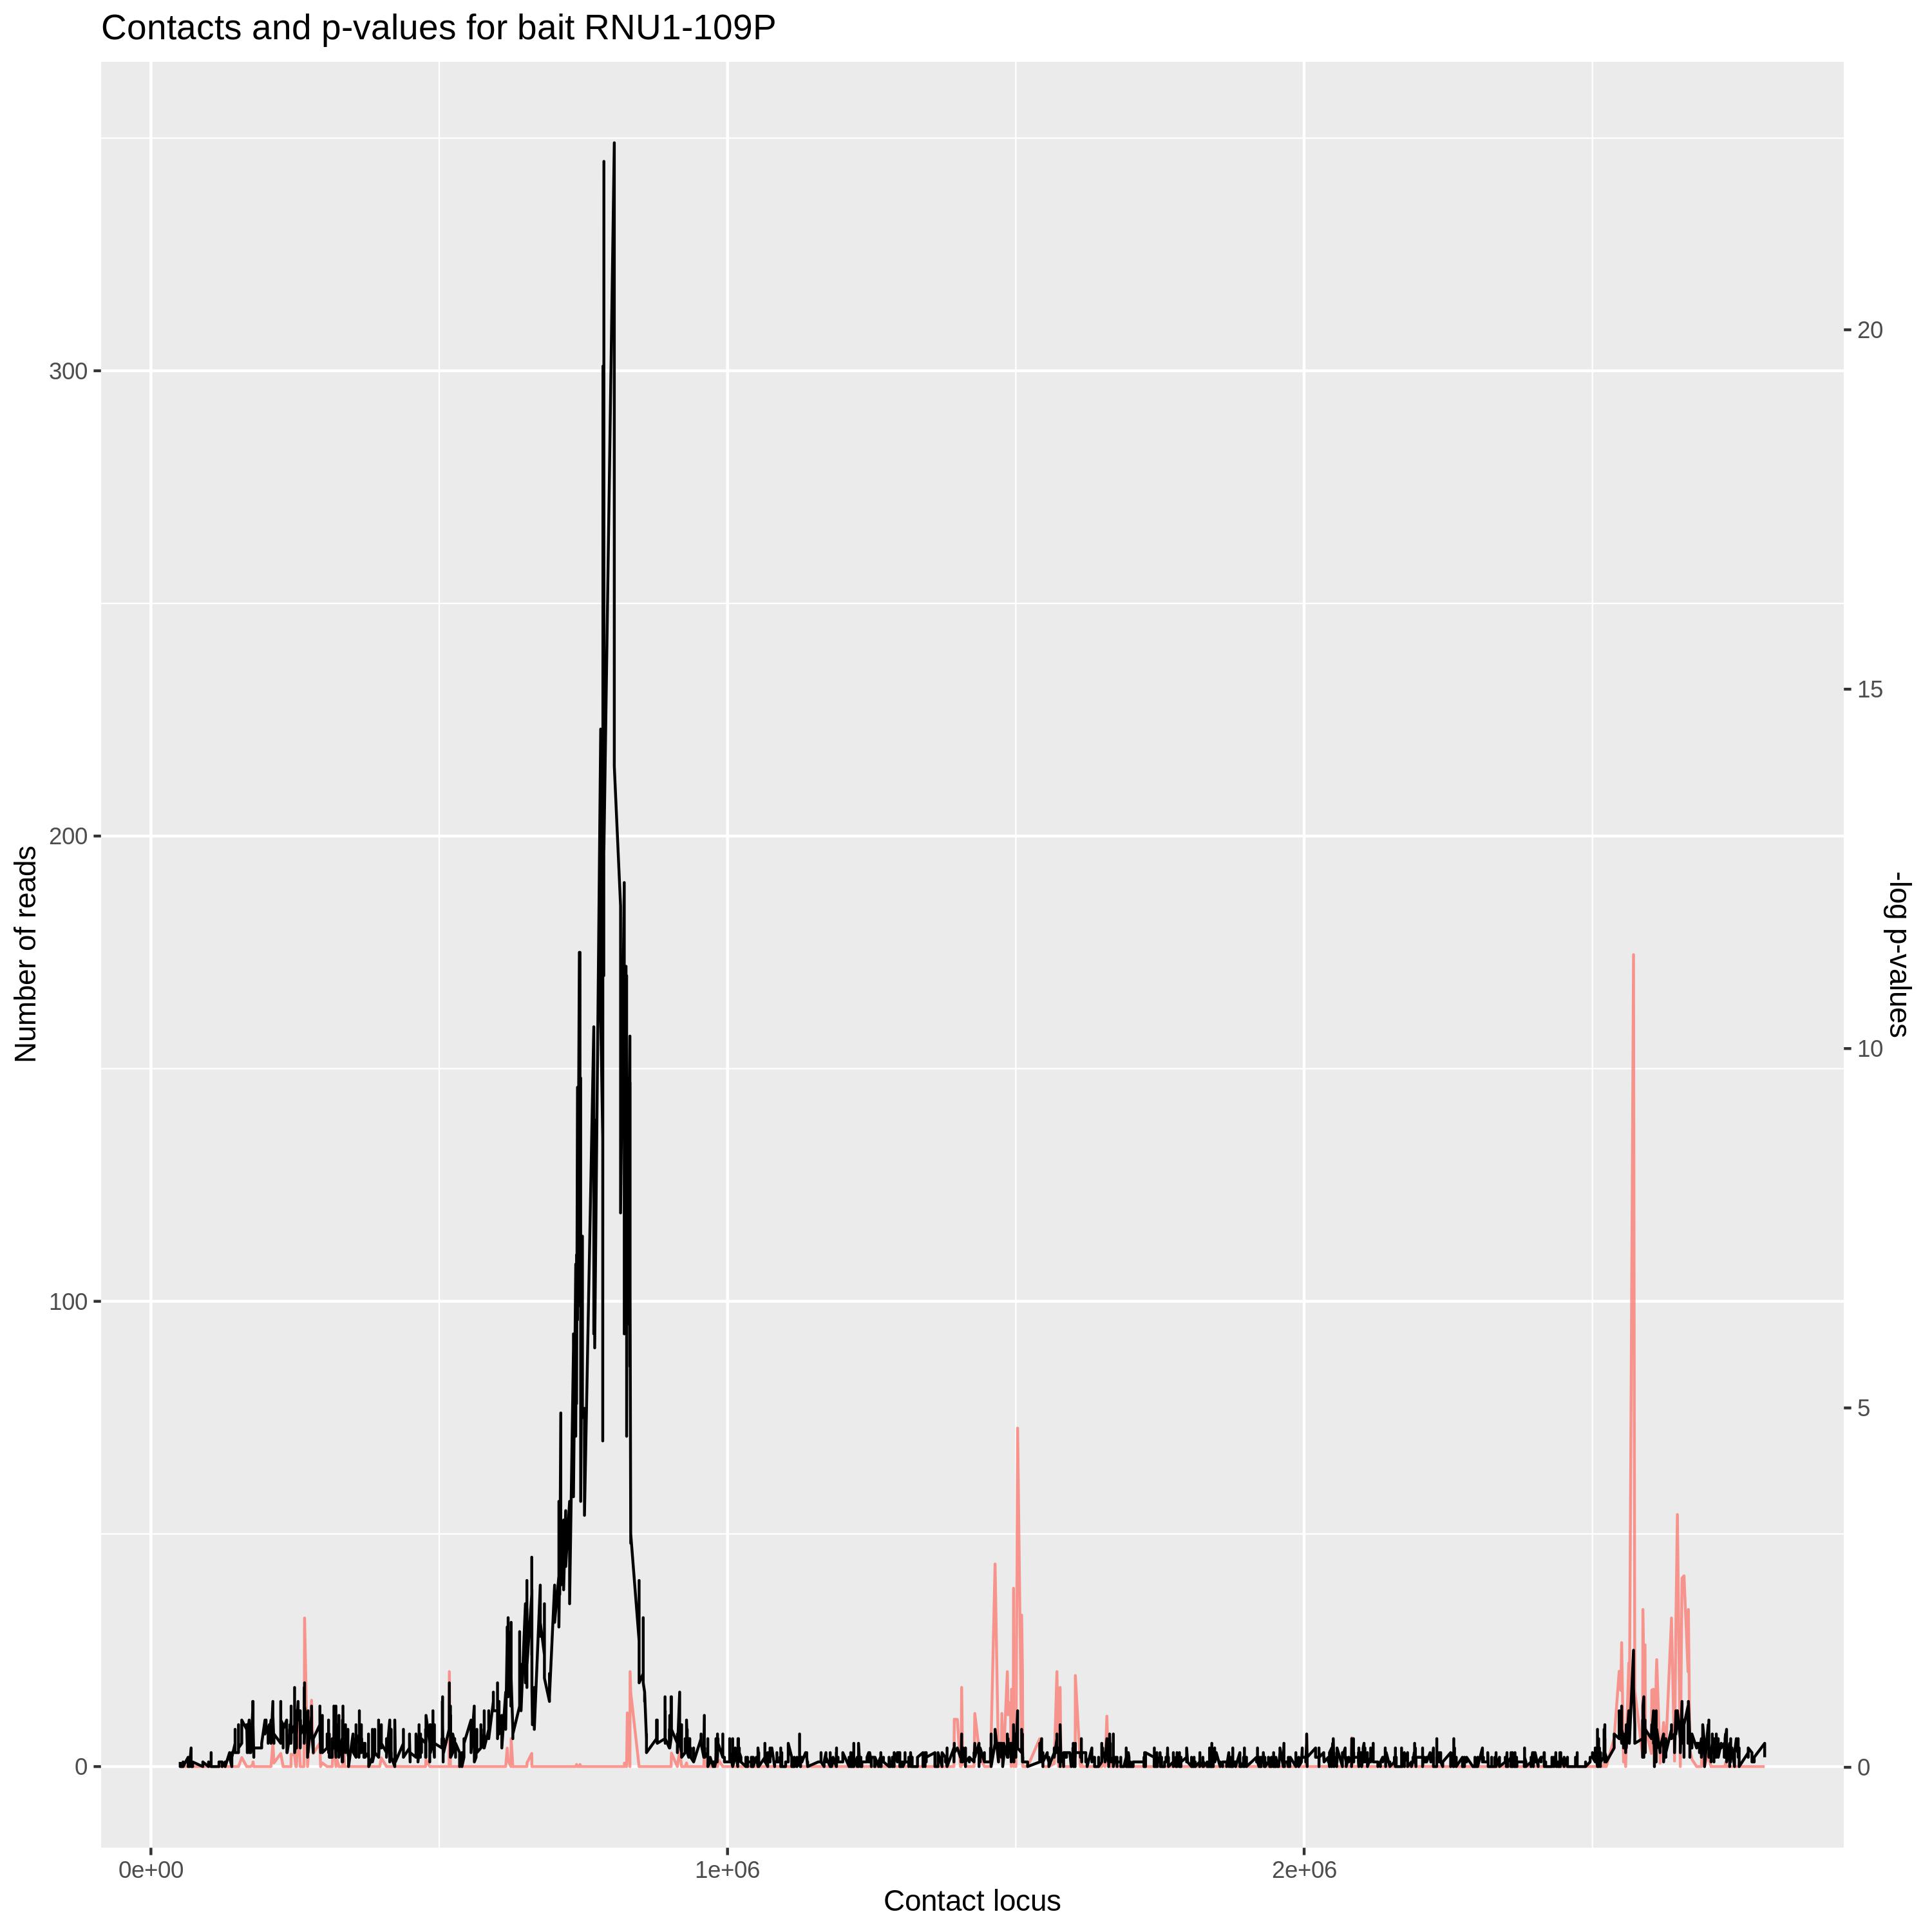 Contacts and p-values for bait RNU1-109P
300
200
100
0
20
15
10
5
0
Number of reads
-log p-values
0e+00
1e+06
2e+06
Contact locus